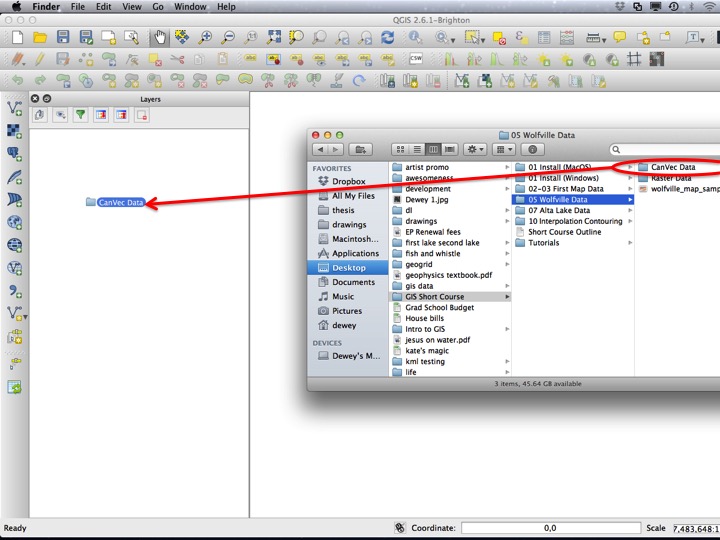 Finder File Edit View Go Window Help
QGIS 2.6.1-Brighton
CSW
Layers
CanVec Data
05 Wolfville Data
FAVORITES
Dropbox
All My Files
thesis
drawings
Macintosh...
Applications
Desktop
Documents
Music
Pictures
dewey
DEVICES
Dewey's M...
artist promo
awesomeness
development
Dewey 1.jpg
dl
drawings
EP Renewal fees
first lake second lake
fish and whistle
geogrid
geophysics textbook.pdf
gis data
GIS Short Course
Grad School Budget
House bills
Intro to GIS
jesus on water.pdf
kate's magic
kml testing
life
01 Install (MacOS)
01 Install (Windows)
02-03 First Map Data
05 Wolfville Data
07 Alta Lake Data
10 Interpolation Contouring
Short Course Outline
Tutorials
CanVec Data
Raster Data
wolfville_map_samp
3 items, 45.64 GB available
Ready
Coordinate: 0,0 Scale 7,483,648:1